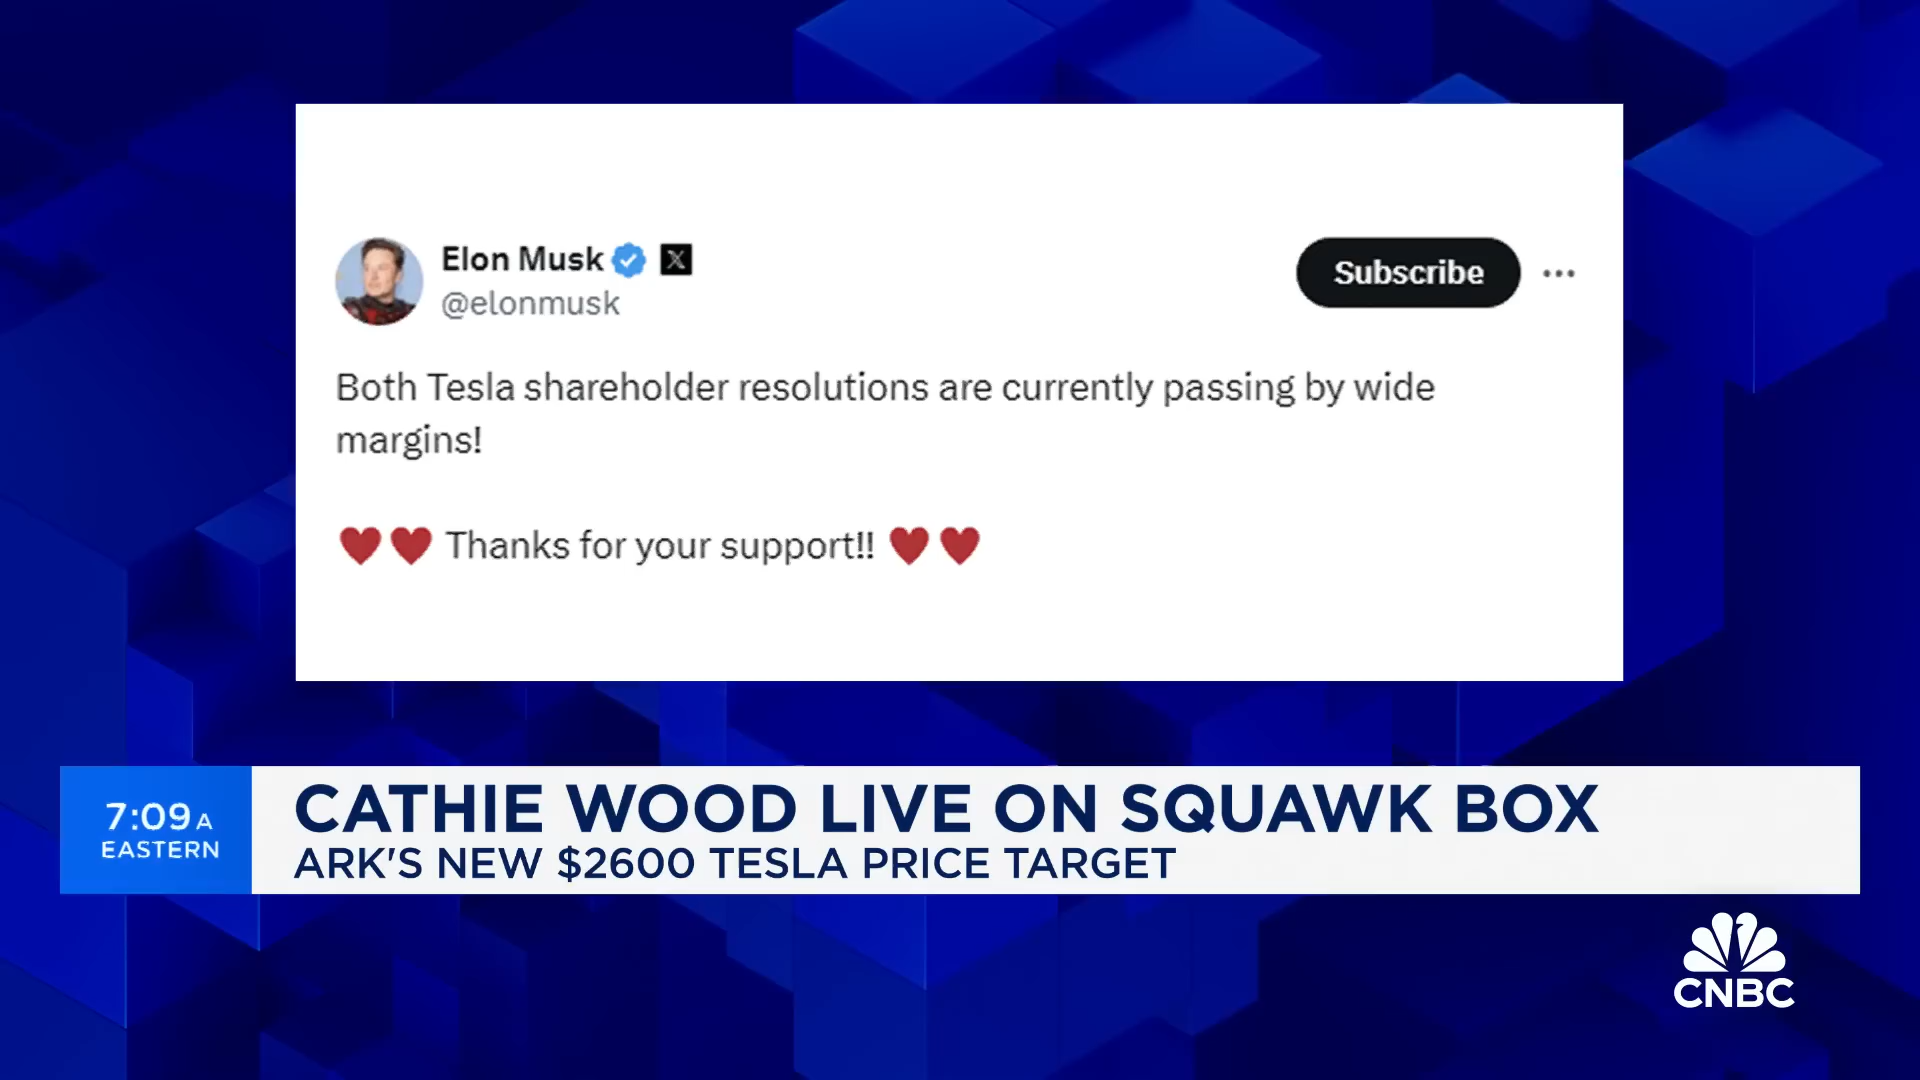 Elon Musk X
@elonmusk
Subscribe
Both Tesla shareholder resolutions are currently passing by wide
margins!
♥♥ Thanks for your support!! ♥♥
7:09 A
EASTERN
CATHIE WOOD LIVE ON SQUAWK BOX
ARK'S NEW $2600 TESLA PRICE TARGET
CNBC